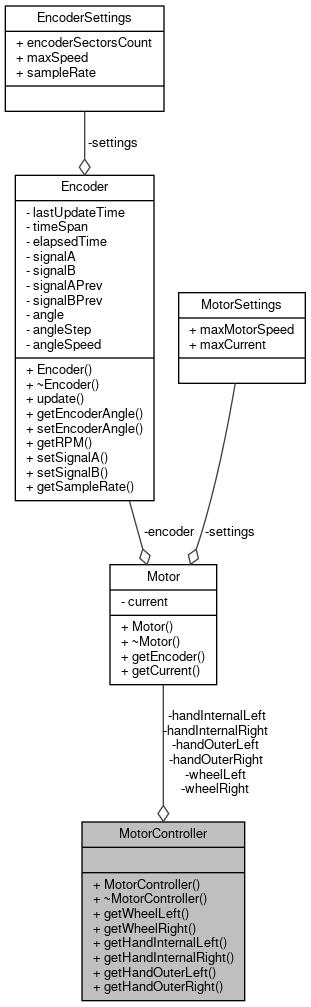 EncoderSettings
+ encoderSectorsCount
+ maxSpeed
+ sampleRate
-settings
Encoder
- lastUpdateTime
- timeSpan
- elapsedTime
- signalA
- signalB
- signalAPrev
- signalBPrev
- angle
- angleStep
- angleSpeed
+ Encoder()
+ ~Encoder()
+ update()
+ getEncoderAngle()
+ setEncoderAngle()
+ getRPM()
+ setSignalA()
+ setSignalB()
+ getSampleRate()
MotorSettings
+ maxMotorSpeed
+ maxCurrent
-encoder
-settings
Motor
- current
+ Motor()
+ ~Motor()
+ getEncoder()
+ getCurrent()
-handInternalLeft
-handInternalRight
-handOuterLeft
-handOuterRight
-wheelLeft
-wheelRight
MotorController
+ MotorController()
+ ~MotorController()
+ getWheelLeft()
+ getWheelRight()
+ getHandInternalLeft()
+ getHandInternalRight()
+ getHandOuterLeft()
+ getHandOuterRight()